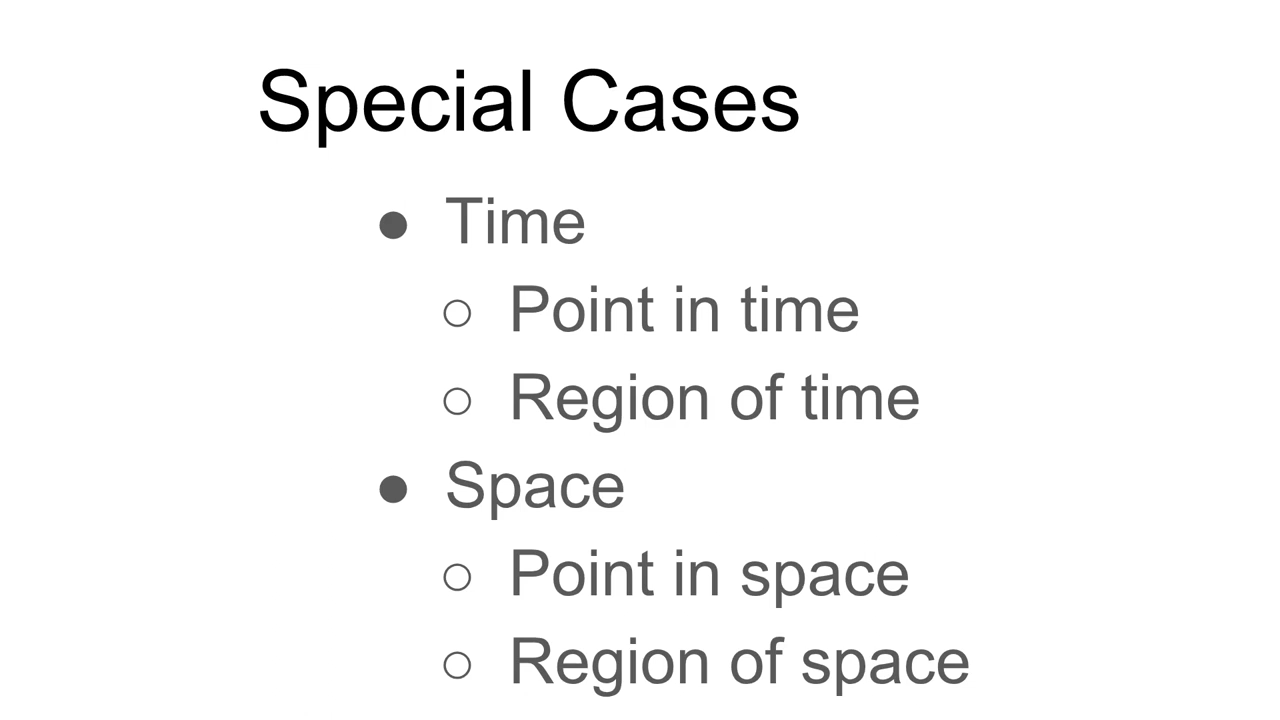 Special Cases
● Time
○ Point in time
○ Region of time
● Space
○ Point in space
○ Region of space